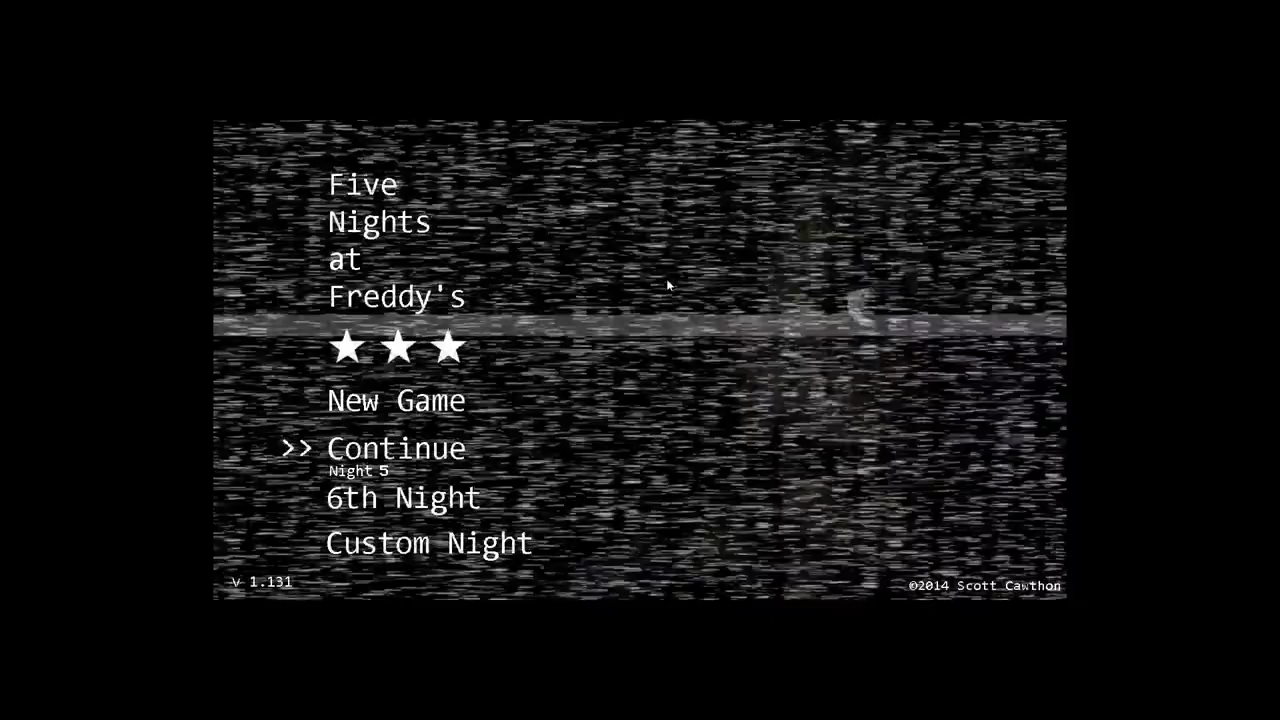 Five
Nights
at
Freddy's
New Game
>> Continue
Night 5
6th Night
Custom Night
v 1.131
©2014 Scott Cawthon